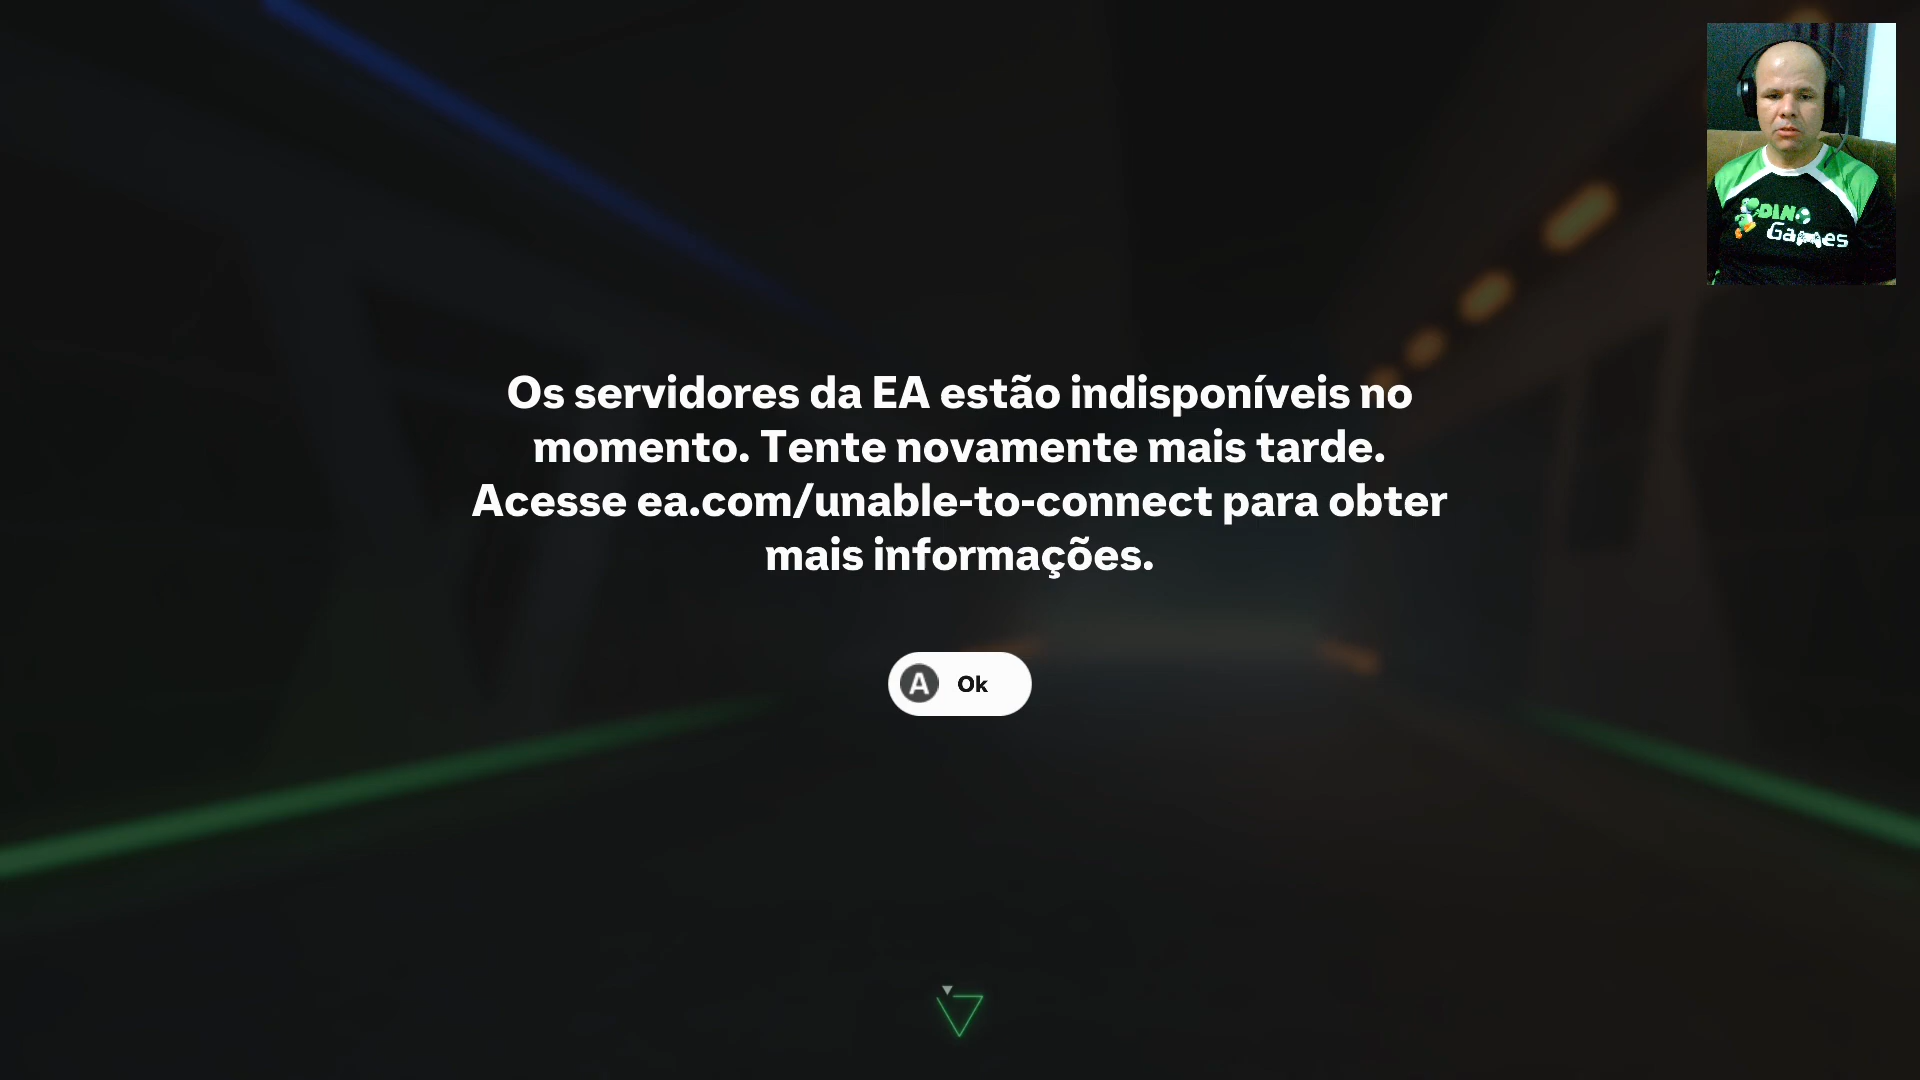 Os servidores da EA estão indisponíveis no
momento. Tente novamente mais tarde.
Acesse ea.com/unable-to-connect para obter
mais informações.
A Ok
DINO
Games